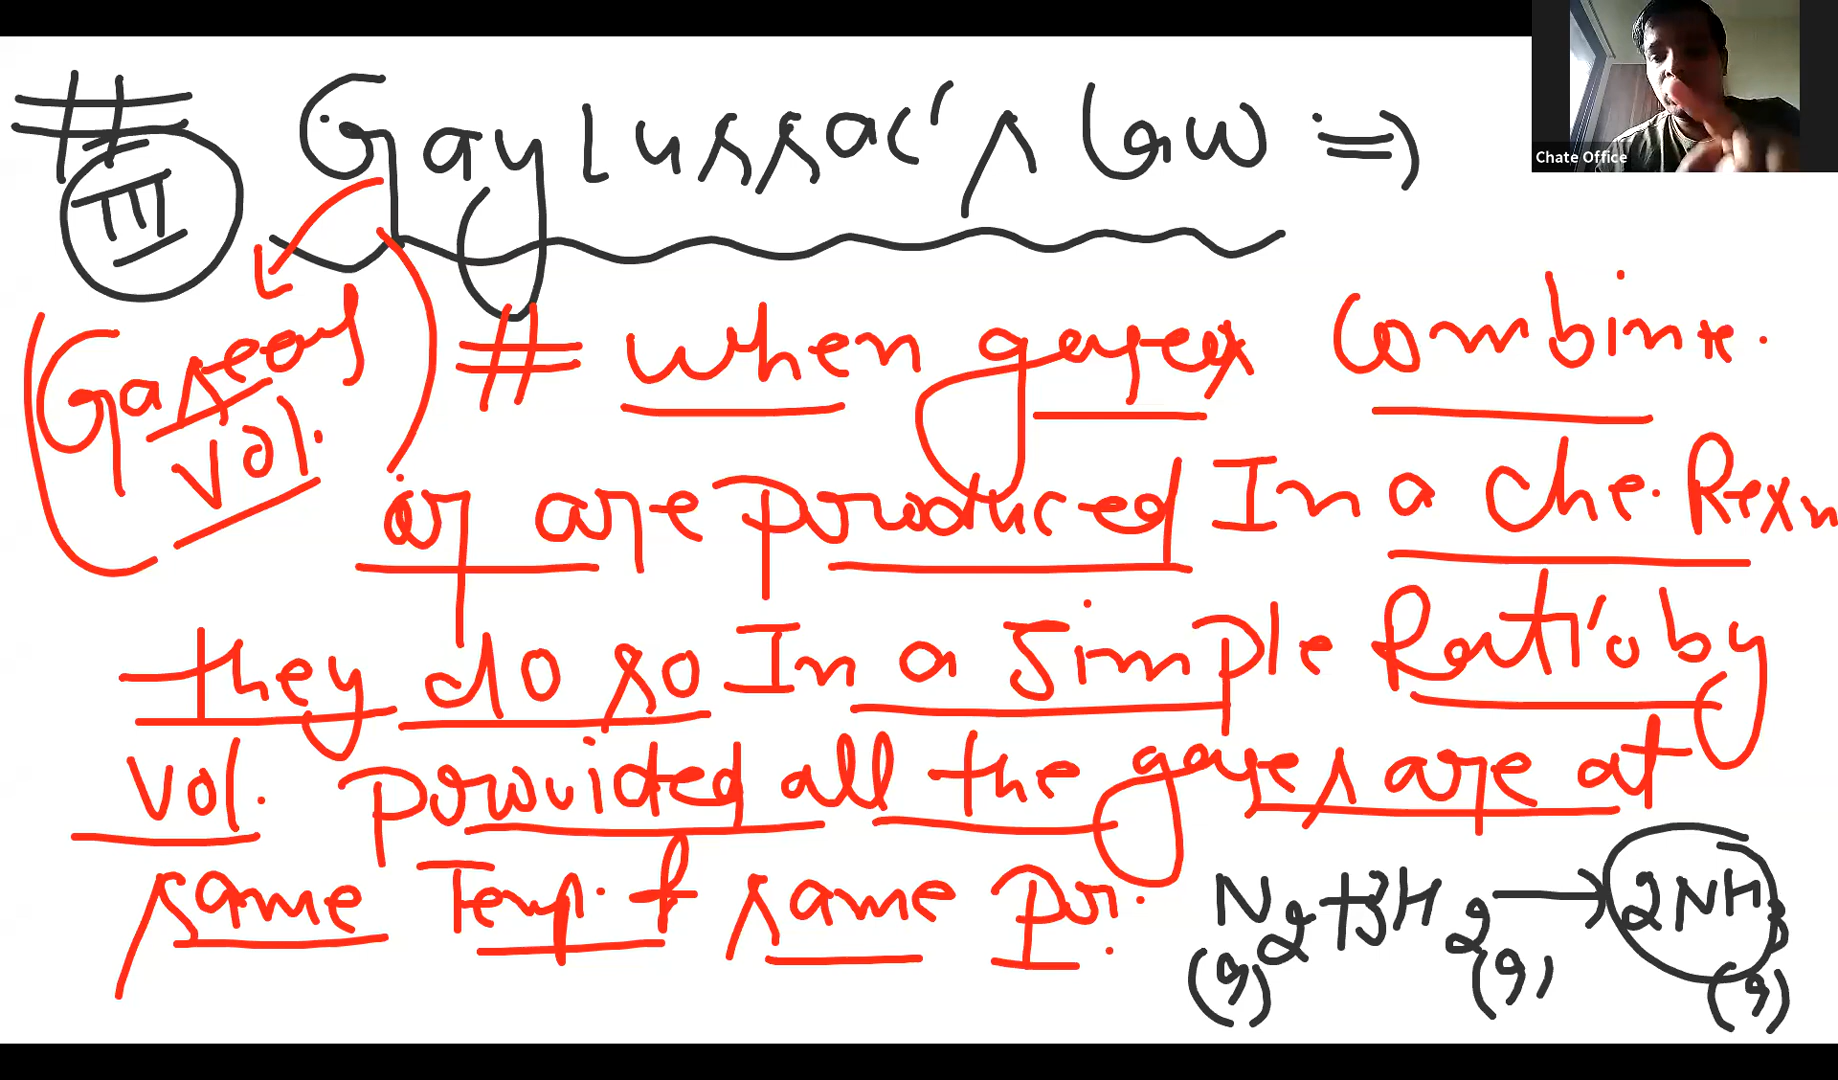 # III Gay Lussac's Law ⇒
Chate Office
Gaseous
vol.
# When gases combine.
or are produced In a che. Rexn
they do so In a simple Ratio by
vol. provided all the gases are at
same Temp. & same pr.
N2 + 3H2 → 2NH3
(g) (g) (g)